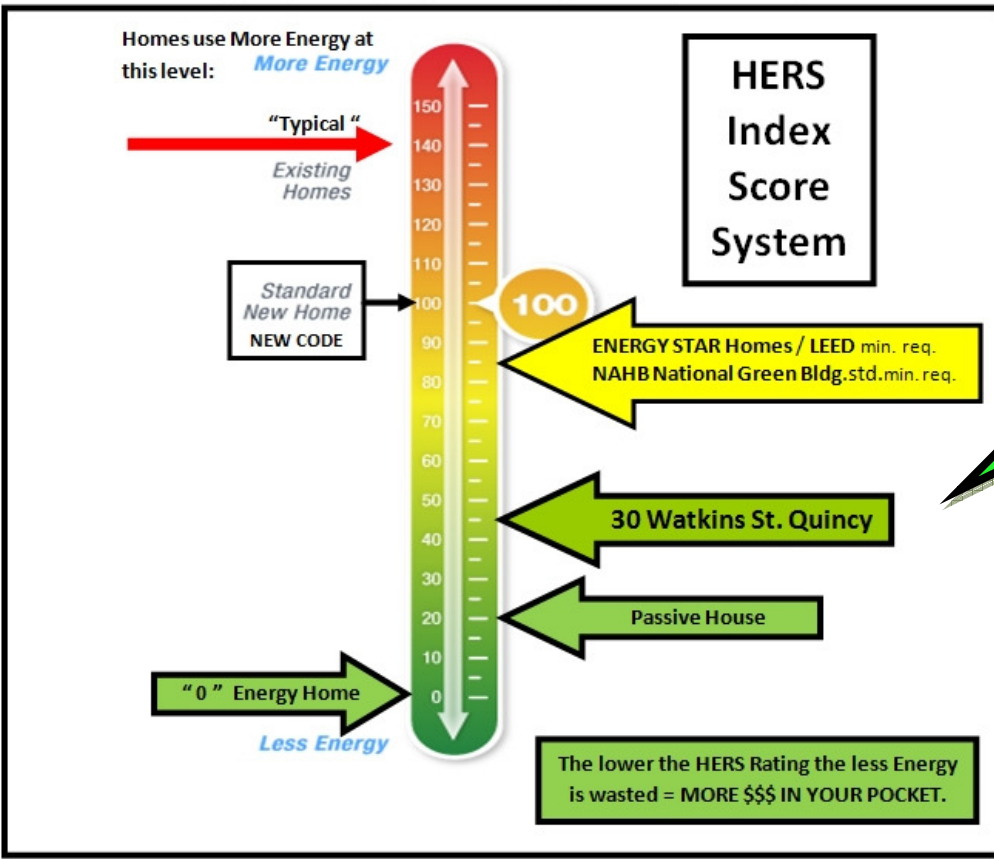 Homes use More Energy at
this level: More Energy
HERS
Index
Score
System
150
"Typical "
140
Existing
Homes
130
120
110
Standard
New Home
NEW CODE
100
100
90
ENERGY STAR Homes / LEED min. req.
NAHB National Green Bldg.std.min. req.
80
70
60
50
30 Watkins St. Quincy
40
30
20
Passive House
10
"0" Energy Home
0
Less Energy
The lower the HERS Rating the less Energy
is wasted = MORE $$$ IN YOUR POCKET.